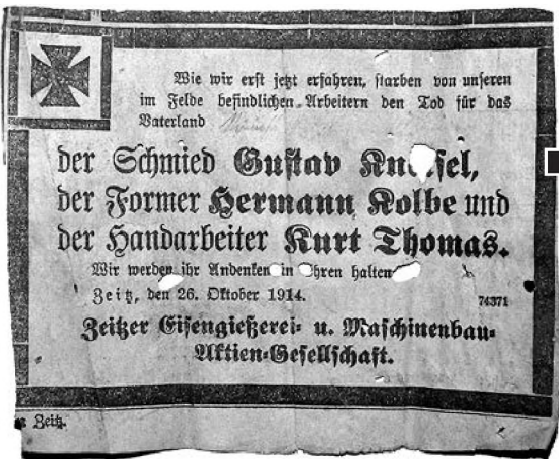 Wie wir erst jetzt erfahren, starben von unseren
im Felde befindlichen Arbeitern den Tod für das
Vaterland
der Schmied Gustav
der Former Hermann Kolbe und
der Handarbeiter Kurt Thomas.
Wir werden ihr Andenken in Ehren halten
Zeitz, den 26. Oktober 1914.
74371
Zeitzer Eisengießerei- u. Maschinenbau-
Aktien-Gesellschaft.
Zeitz.